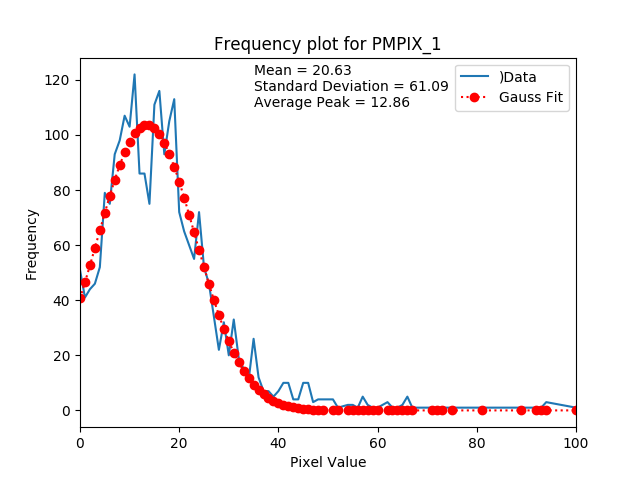 Frequency plot for PMPIX_1
Mean = 20.63
Standard Deviation = 61.09
Average Peak = 12.86
)Data
Gauss Fit
Frequency
120
100
80
60
40
20
0
0 20 40 60 80 100
Pixel Value